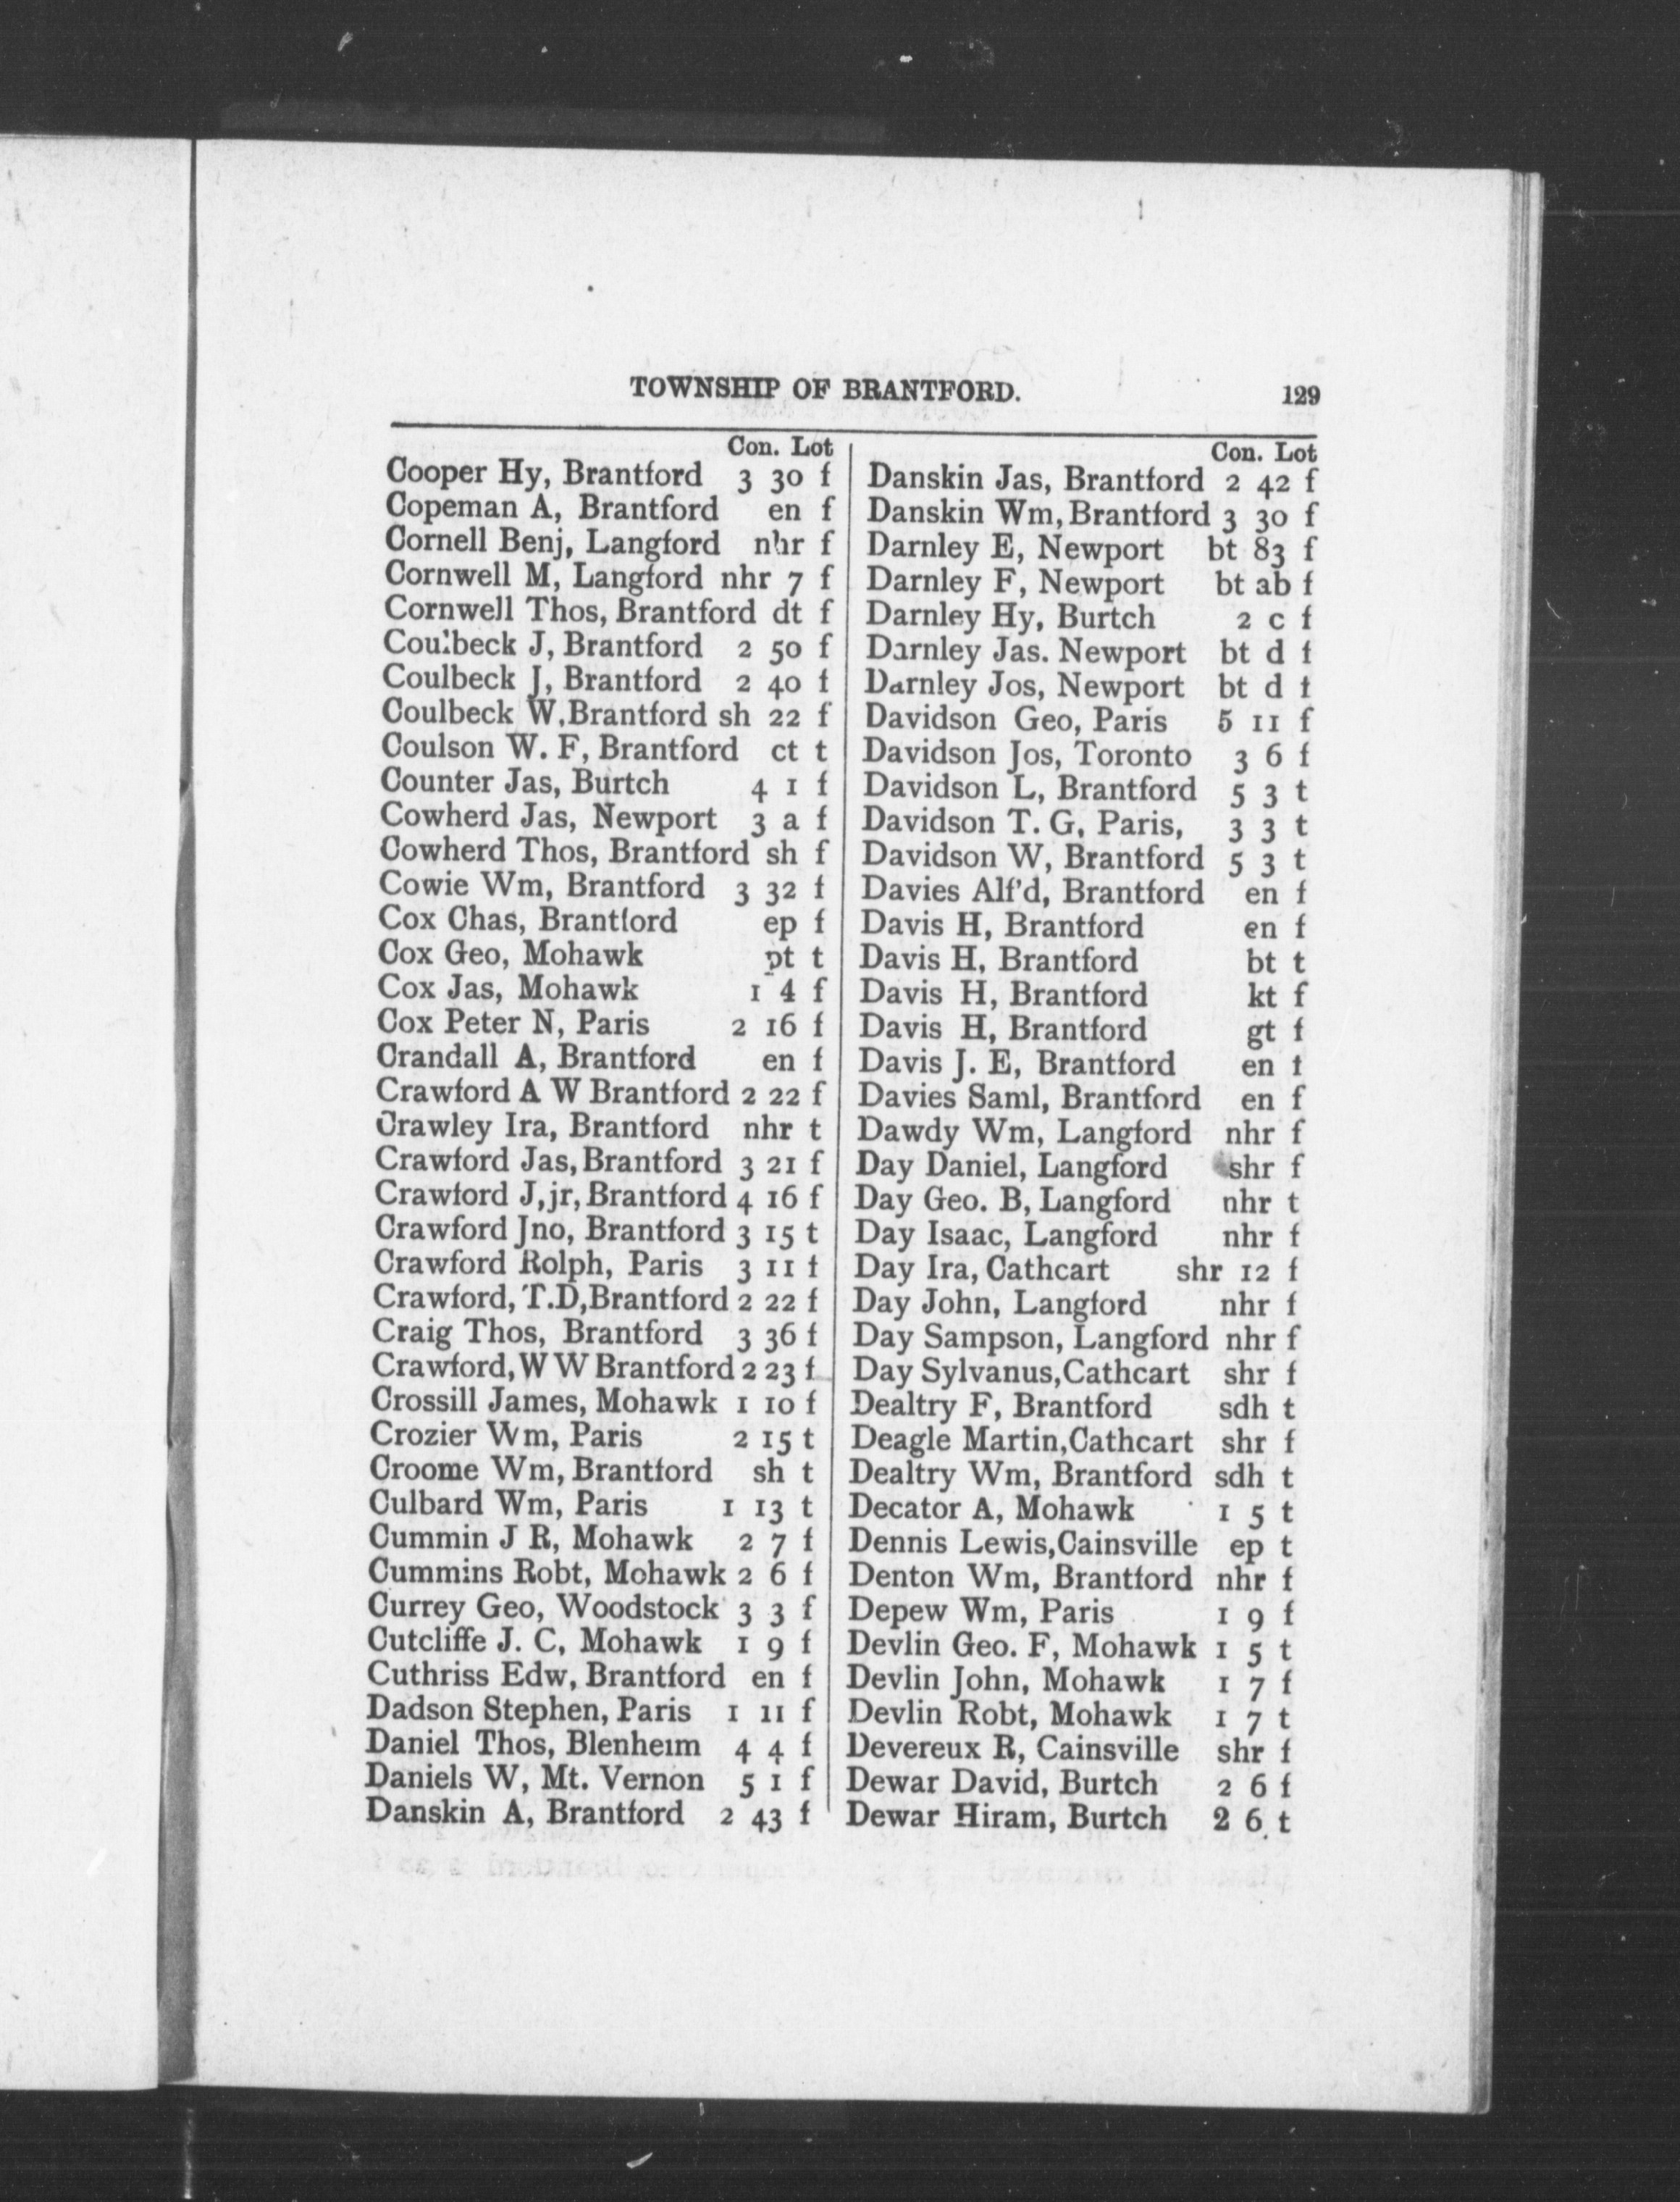 TOWNSHIP OF BRANTFORD. 129
Con. Lot
Cooper Hy, Brantford 3 30 f
Copeman A, Brantford en f
Cornell Benj, Langford nhr f
Cornwell M, Langford nhr 7 f
Cornwell Thos, Brantford dt f
Coulbeck J, Brantford 2 50 f
Coulbeck J, Brantford 2 40 f
Coulbeck W, Brantford sh 22 f
Coulson W. F, Brantford ct t
Counter Jas, Burtch 4 1 f
Cowherd Jas, Newport 3 a f
Cowherd Thos, Brantford sh f
Cowie Wm, Brantford 3 32 f
Cox Chas, Brantford ep f
Cox Geo, Mohawk pt t
Cox Jas, Mohawk 1 4 f
Cox Peter N, Paris 2 16 f
Crandall A, Brantford en f
Crawford A W Brantford 2 22 f
Crawley Ira, Brantford nhr t
Crawford Jas, Brantford 3 21 f
Crawford J, jr, Brantford 4 16 f
Crawford Jno, Brantford 3 15 t
Crawford Rolph, Paris 3 11 f
Crawford, T.D, Brantford 2 22 f
Craig Thos, Brantford 3 36 f
Crawford, W W Brantford 2 23 f
Crossill James, Mohawk 1 10 f
Crozier Wm, Paris 2 15 t
Croome Wm, Brantford sh t
Culbard Wm, Paris 1 13 t
Cummin J R, Mohawk 2 7 f
Cummins Robt, Mohawk 2 6 f
Currey Geo, Woodstock 3 3 f
Cutcliffe J. C, Mohawk 1 9 f
Cuthriss Edw, Brantford en f
Dadson Stephen, Paris 1 11 f
Daniel Thos, Blenheim 4 4 f
Daniels W, Mt. Vernon 5 1 f
Danskin A, Brantford 2 43 f
Con. Lot
Danskin Jas, Brantford 2 42 f
Danskin Wm, Brantford 3 30 f
Darnley E, Newport bt 83 f
Darnley F, Newport bt ab f
Darnley Hy, Burtch 2 c f
Darnley Jas. Newport bt d f
Darnley Jos, Newport bt d t
Davidson Geo, Paris 5 11 f
Davidson Jos, Toronto 3 6 f
Davidson L, Brantford 5 3 t
Davidson T. G, Paris, 3 3 t
Davidson W, Brantford 5 3 t
Davies Alf'd, Brantford en f
Davis H, Brantford en f
Davis H, Brantford bt t
Davis H, Brantford kt f
Davis H, Brantford gt f
Davis J. E, Brantford en t
Davies Saml, Brantford en f
Dawdy Wm, Langford nhr f
Day Daniel, Langford shr f
Day Geo. B, Langford nhr t
Day Isaac, Langford nhr f
Day Ira, Cathcart shr 12 f
Day John, Langford nhr f
Day Sampson, Langford nhr f
Day Sylvanus, Cathcart shr f
Dealtry F, Brantford sdh t
Deagle Martin, Cathcart shr f
Dealtry Wm, Brantford sdh t
Decator A, Mohawk 1 5 t
Dennis Lewis, Cainsville ep t
Denton Wm, Brantford nhr f
Depew Wm, Paris 1 9 f
Devlin Geo. F, Mohawk 1 5 t
Devlin John, Mohawk 1 7 f
Devlin Robt, Mohawk 1 7 t
Devereux R, Cainsville shr f
Dewar David, Burtch 2 6 f
Dewar Hiram, Burtch 2 6 t